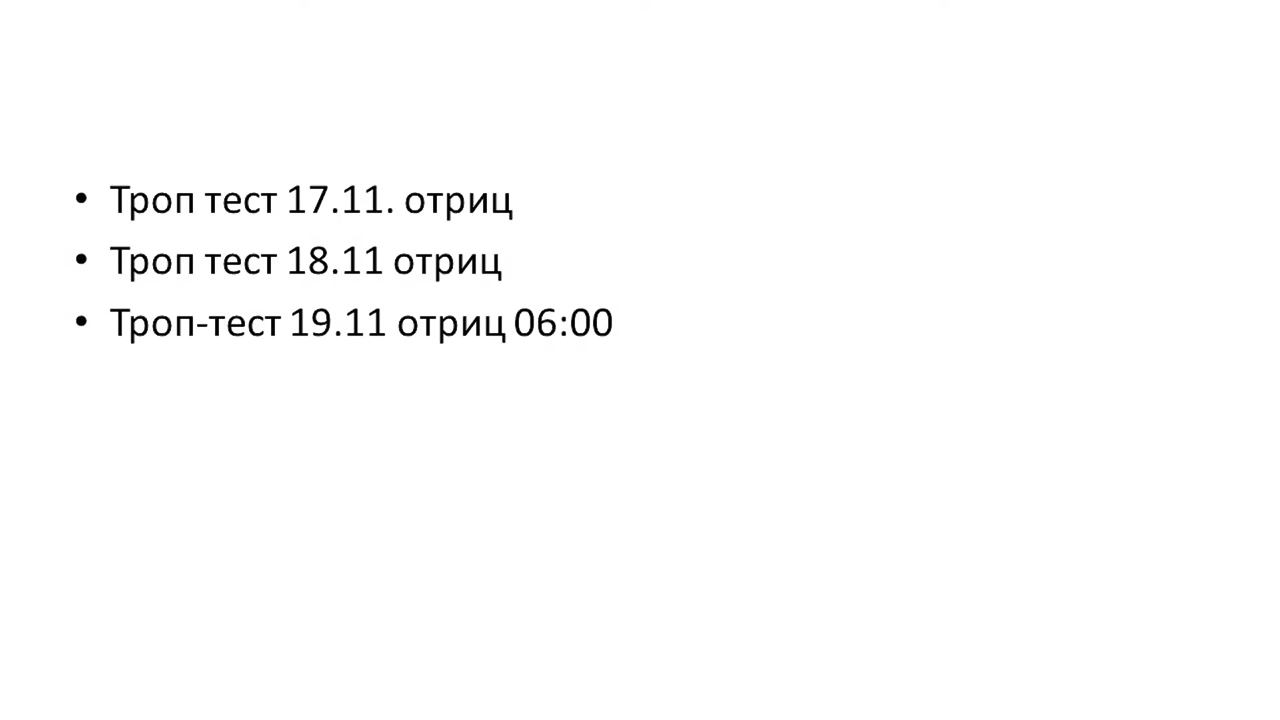 • Троп тест 17.11. отриц
• Троп тест 18.11 отриц
• Троп-тест 19.11 отриц 06:00